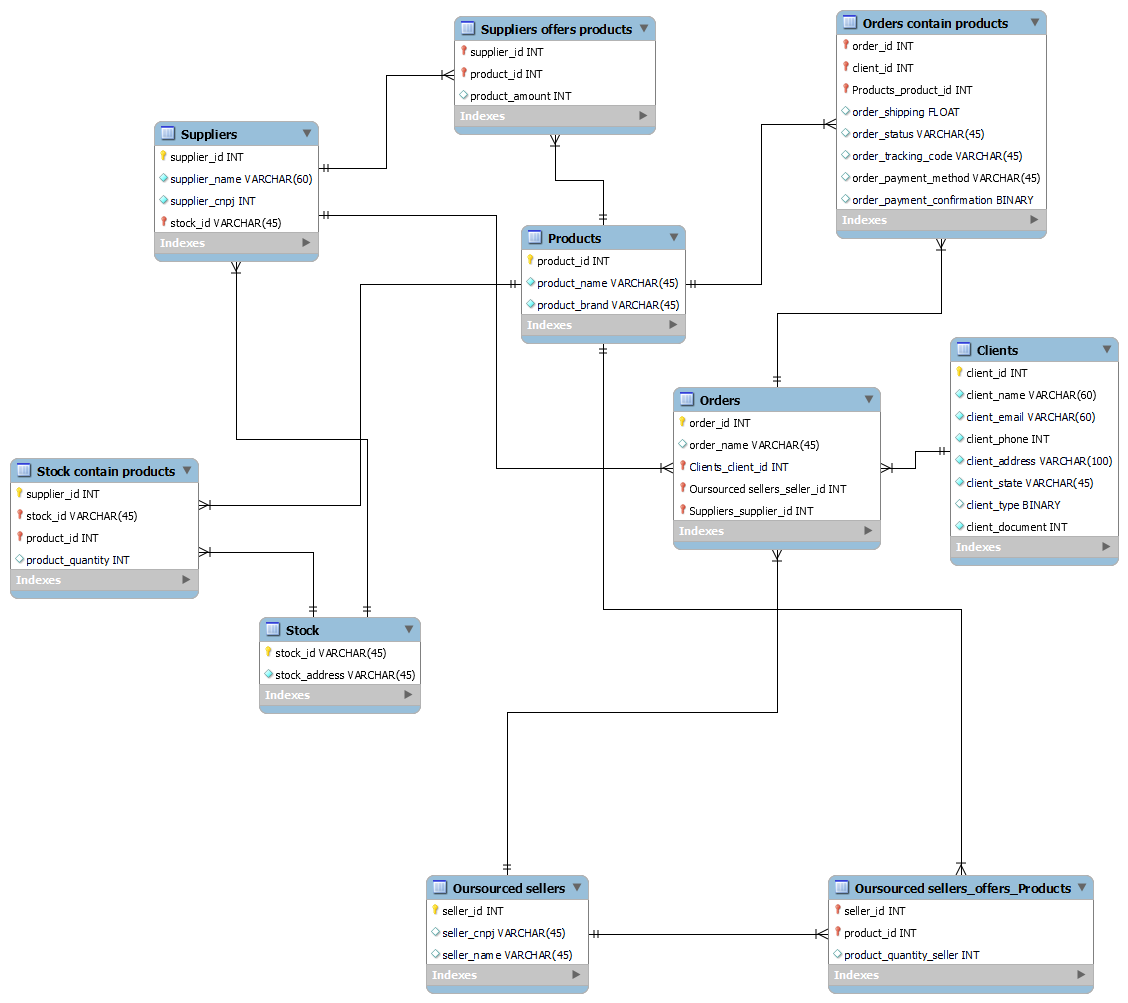 Suppliers offers products
supplier_id INT
product_id INT
product_amount INT
Indexes
Orders contain products
order_id INT
client_id INT
Products_product_id INT
order_shipping FLOAT
order_status VARCHAR(45)
order_tracking_code VARCHAR(45)
order_payment_method VARCHAR(45)
order_payment_confirmation BINARY
Indexes
Suppliers
supplier_id INT
supplier_name VARCHAR(60)
supplier_cnpj INT
stock_id VARCHAR(45)
Indexes
Products
product_id INT
product_name VARCHAR(45)
product_brand VARCHAR(45)
Indexes
Clients
client_id INT
client_name VARCHAR(60)
client_email VARCHAR(60)
client_phone INT
client_address VARCHAR(100)
client_state VARCHAR(45)
client_type BINARY
client_document INT
Indexes
Orders
order_id INT
order_name VARCHAR(45)
Clients_client_id INT
Oursourced sellers_seller_id INT
Suppliers_supplier_id INT
Indexes
Stock contain products
supplier_id INT
stock_id VARCHAR(45)
product_id INT
product_quantity INT
Indexes
Stock
stock_id VARCHAR(45)
stock_address VARCHAR(45)
Indexes
Oursourced sellers
seller_id INT
seller_cnpj VARCHAR(45)
seller_name VARCHAR(45)
Indexes
Oursourced sellers_offers_Products
seller_id INT
product_id INT
product_quantity_seller INT
Indexes